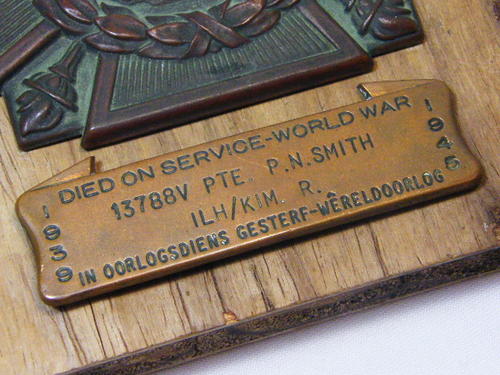 DIED ON SERVICE-WORLD WAR
13788V PTE. P.N. SMITH
ILH/KIM. R.
IN OORLOGSDIENS GESTERF-WÊRELDOORLOG
1939
1945